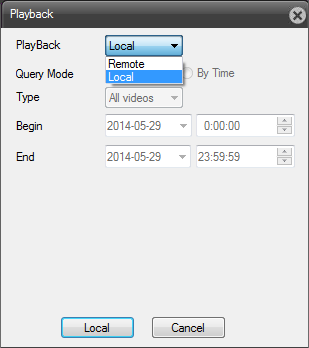 Playback
PlayBack Local
Remote
Local
Query Mode By Time
Type All videos
Begin 2014-05-29 0:00:00
End 2014-05-29 23:59:59
Local Cancel